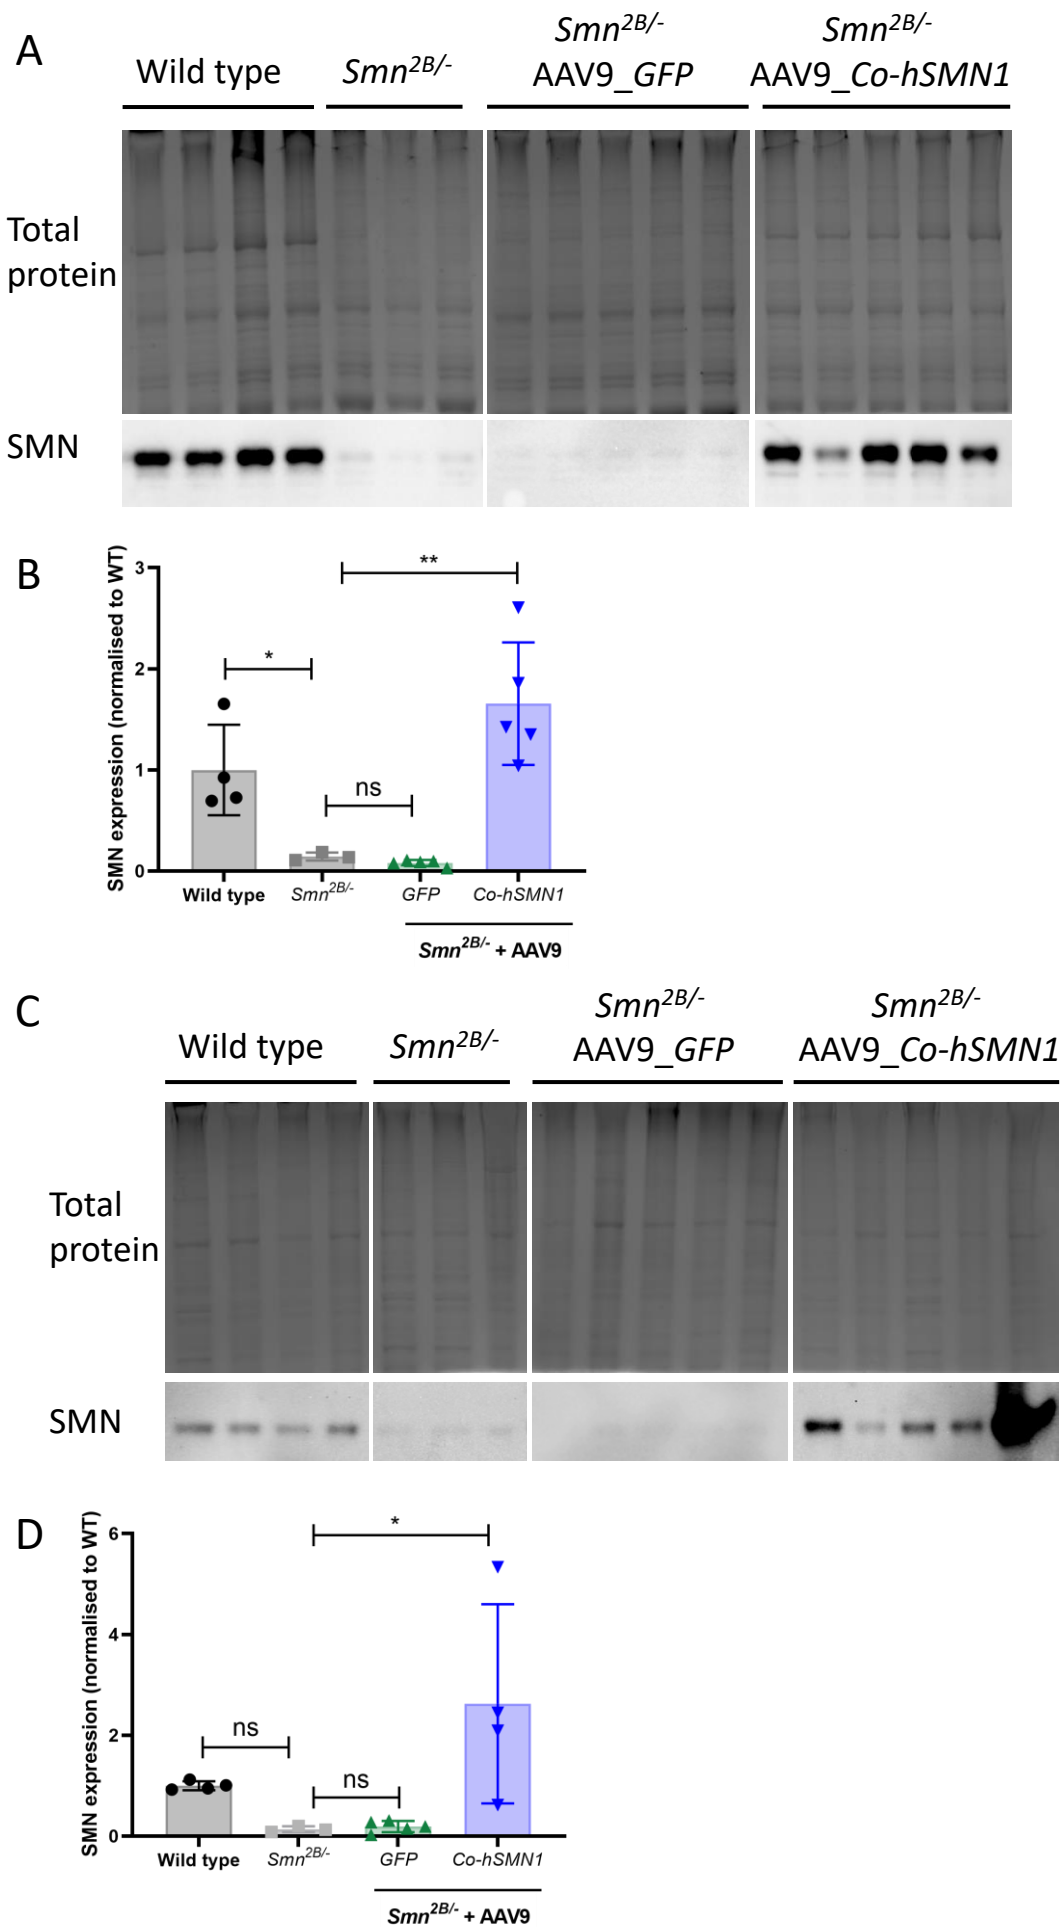 A
Wild type
Smn2B/-
Smn2B/-
AAV9_GFP
Smn2B/-
AAV9_Co-hSMN1
Total
protein
SMN
B
SMN expression (normalised to WT)
3
2
1
0
*
ns
**
Wild type
Smn2B/-
GFP
Co-hSMN1
Smn2B/- + AAV9
C
Wild type
Smn2B/-
Smn2B/-
AAV9_GFP
Smn2B/-
AAV9_Co-hSMN1
Total
protein
SMN
D
SMN expression (normalised to WT)
6
4
2
0
ns
ns
*
Wild type
Smn2B/-
GFP
Co-hSMN1
Smn2B/- + AAV9